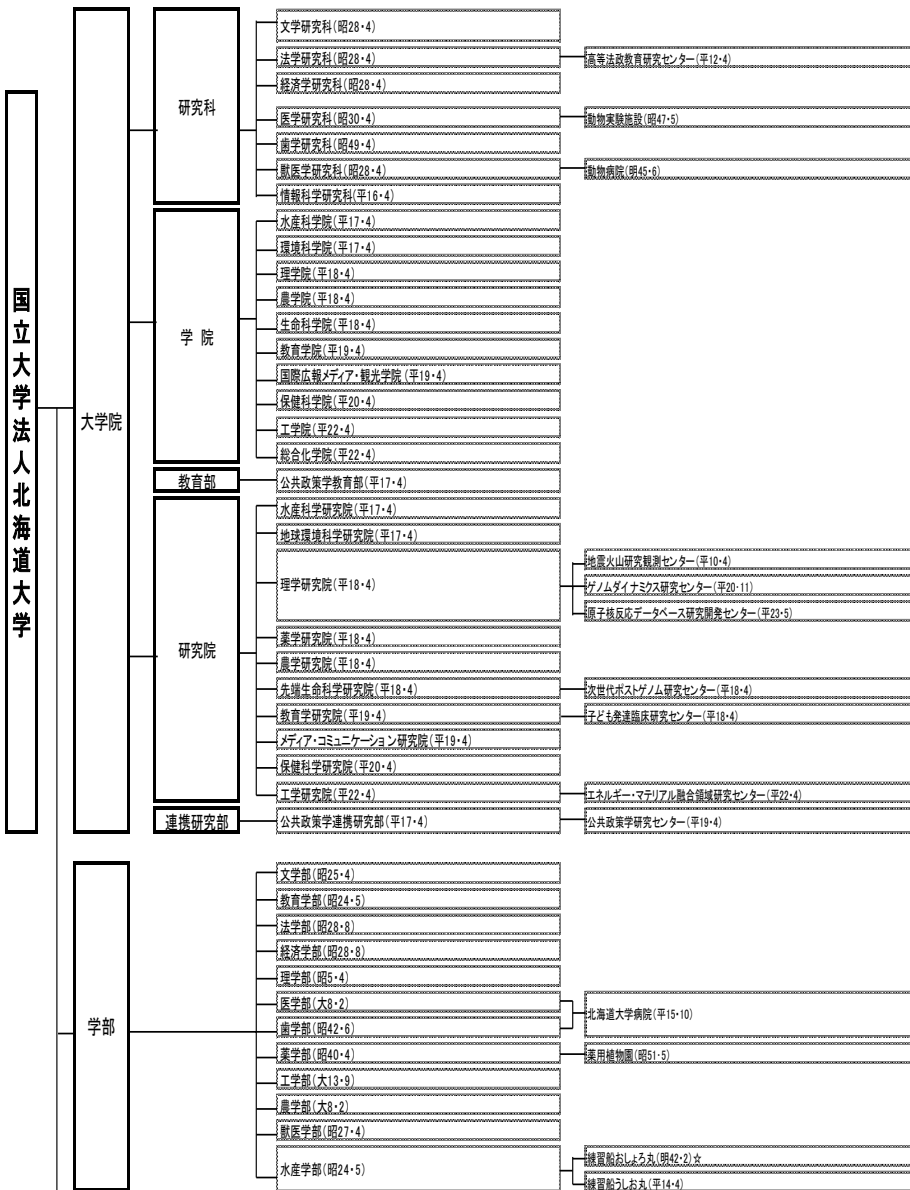 国立大学法人北海道大学
大学院
研究科
文学研究科(昭28・4)
法学研究科(昭28・4)
高等法政教育研究センター(平12・4)
経済学研究科(昭28・4)
医学研究科(昭30・4)
動物実験施設(昭47・5)
歯学研究科(昭49・4)
獣医学研究科(昭28・4)
動物病院(明45・6)
情報科学研究科(平16・4)
学 院
水産科学院(平17・4)
環境科学院(平17・4)
理学院(平18・4)
農学院(平18・4)
生命科学院(平18・4)
教育学院(平19・4)
国際広報メディア・観光学院(平19・4)
保健科学院(平20・4)
工学院(平22・4)
総合化学院(平22・4)
教育部
公共政策学教育部(平17・4)
研究院
水産科学研究院(平17・4)
地球環境科学研究院(平17・4)
理学研究院(平18・4)
地震火山研究観測センター(平10・4)
ゲノムダイナミクス研究センター(平20・11)
原子核反応データベース研究開発センター(平23・5)
薬学研究院(平18・4)
農学研究院(平18・4)
先端生命科学研究院(平18・4)
次世代ポストゲノム研究センター(平18・4)
教育学研究院(平19・4)
子ども発達臨床研究センター(平18・4)
メディア・コミュニケーション研究院(平19・4)
保健科学研究院(平20・4)
工学研究院(平22・4)
エネルギー・マテリアル融合領域研究センター(平22・4)
連携研究部
公共政策学連携研究部(平17・4)
公共政策学研究センター(平19・4)
学部
文学部(昭25・4)
教育学部(昭24・5)
法学部(昭28・8)
経済学部(昭28・8)
理学部(昭5・4)
医学部(大8・2)
北海道大学病院(平15・10)
歯学部(昭42・6)
薬学部(昭40・4)
薬用植物園(昭51・5)
工学部(大13・9)
農学部(大8・2)
獣医学部(昭27・4)
水産学部(昭24・5)
練習船おしょろ丸(明42・2)☆
練習船うしお丸(平14・4)